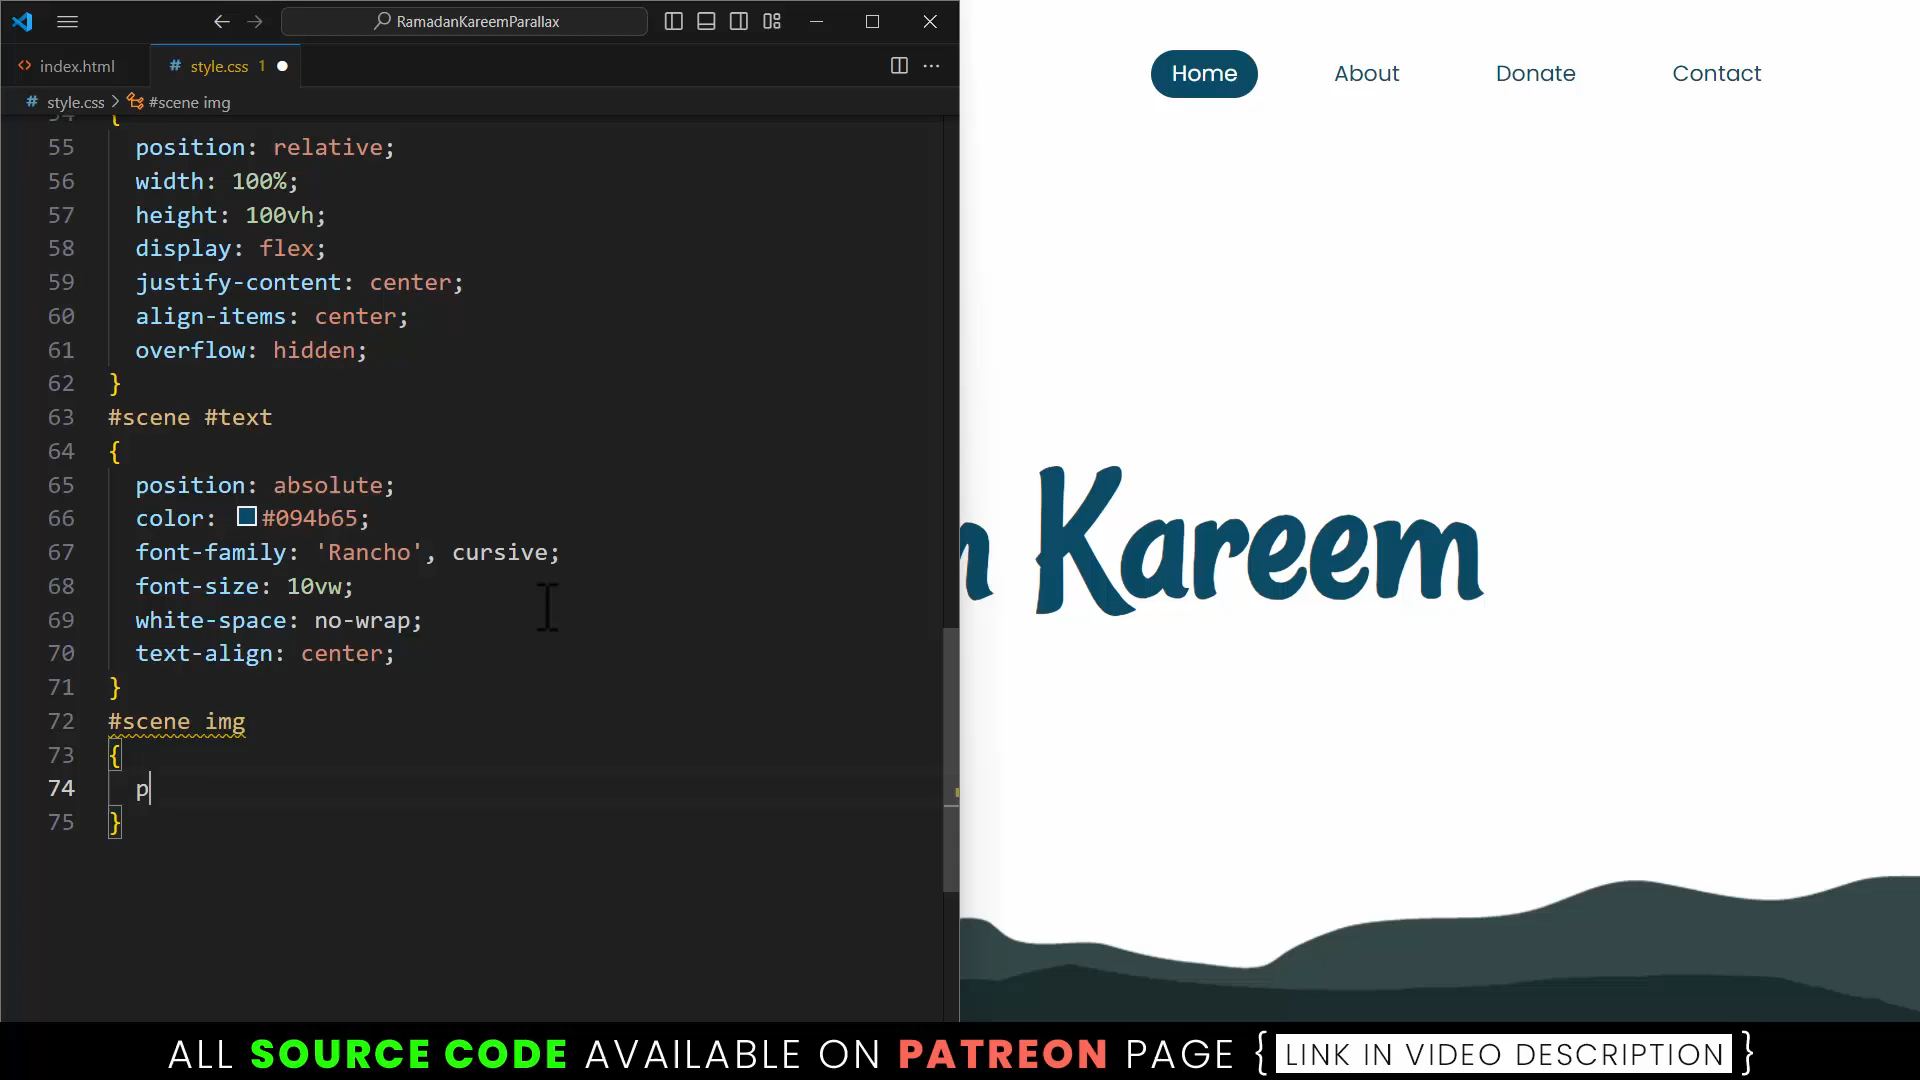 RamadanKareemParallax
index.html
style.css 1
style.css > #scene img
54 {
55 position: relative;
56 width: 100%;
57 height: 100vh;
58 display: flex;
59 justify-content: center;
60 align-items: center;
61 overflow: hidden;
62 }
63 #scene #text
64 {
65 position: absolute;
66 color: #094b65;
67 font-family: 'Rancho', cursive;
68 font-size: 10vw;
69 white-space: no-wrap;
70 text-align: center;
71 }
72 #scene img
73 {
74 p
75 }
Home About Donate Contact
n Kareem
ALL SOURCE CODE AVAILABLE ON PATREON PAGE { LINK IN VIDEO DESCRIPTION }